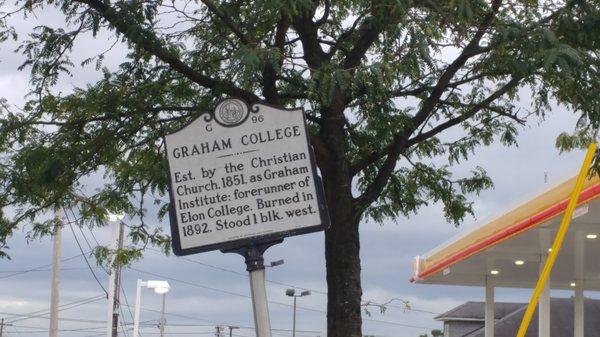 G 96
GRAHAM COLLEGE
Est. by the Christian
Church, 1851, as Graham
Institute; forerunner of
Elon College. Burned in
1892. Stood 1 blk. west.